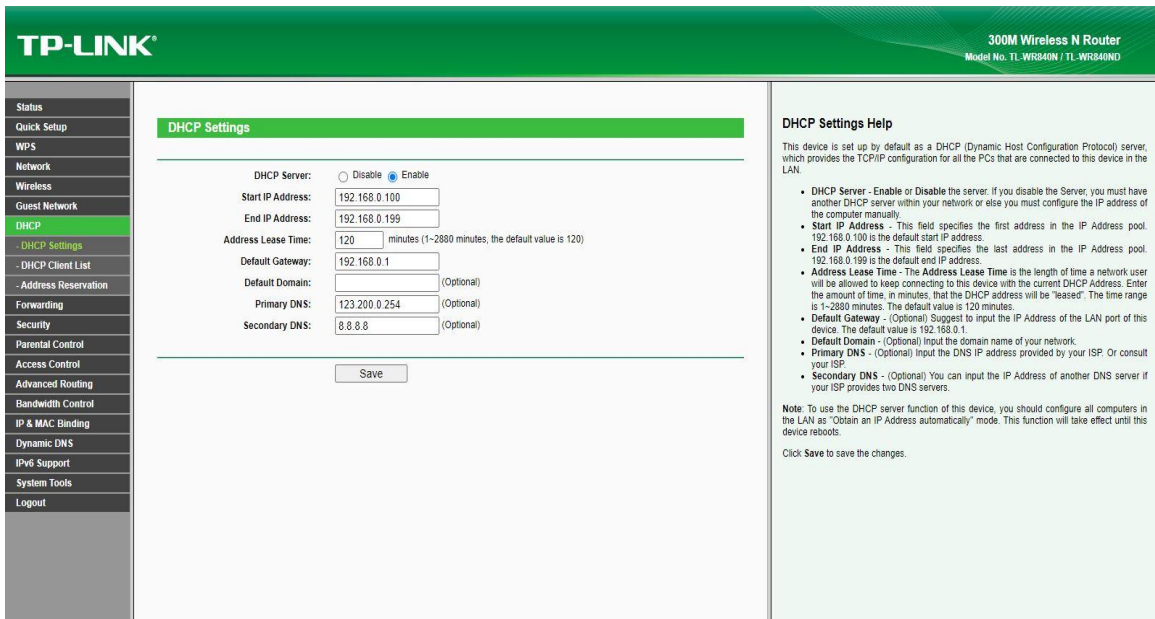 TP-LINK®
300M Wireless N Router
Model No. TL-WR840N / TL-WR840ND
Status
Quick Setup
WPS
Network
Wireless
Guest Network
DHCP
- DHCP Settings
- DHCP Client List
- Address Reservation
Forwarding
Security
Parental Control
Access Control
Advanced Routing
Bandwidth Control
IP & MAC Binding
Dynamic DNS
IPv6 Support
System Tools
Logout
DHCP Settings
DHCP Server: Disable Enable
Start IP Address: 192.168.0.100
End IP Address: 192.168.0.199
Address Lease Time: 120 minutes (1~2880 minutes, the default value is 120)
Default Gateway: 192.168.0.1
Default Domain: (Optional)
Primary DNS: 123.200.0.254 (Optional)
Secondary DNS: 8.8.8.8 (Optional)
Save
DHCP Settings Help
This device is set up by default as a DHCP (Dynamic Host Configuration Protocol) server,
which provides the TCP/IP configuration for all the PCs that are connected to this device in the
LAN.
• DHCP Server - Enable or Disable the server. If you disable the Server, you must have
another DHCP server within your network or else you must configure the IP address of
the computer manually.
• Start IP Address - This field specifies the first address in the IP Address pool.
192.168.0.100 is the default start IP address.
• End IP Address - This field specifies the last address in the IP Address pool.
192.168.0.199 is the default end IP address.
• Address Lease Time - The Address Lease Time is the length of time a network user
will be allowed to keep connecting to this device with the current DHCP Address. Enter
the amount of time, in minutes, that the DHCP address will be "leased". The time range
is 1~2880 minutes. The default value is 120 minutes.
• Default Gateway - (Optional) Suggest to input the IP Address of the LAN port of this
device. The default value is 192.168.0.1.
• Default Domain - (Optional) Input the domain name of your network.
• Primary DNS - (Optional) Input the DNS IP address provided by your ISP. Or consult
your ISP.
• Secondary DNS - (Optional) You can input the IP Address of another DNS server if
your ISP provides two DNS servers.
Note: To use the DHCP server function of this device, you should configure all computers in
the LAN as "Obtain an IP Address automatically" mode. This function will take effect until this
device reboots.
Click Save to save the changes.